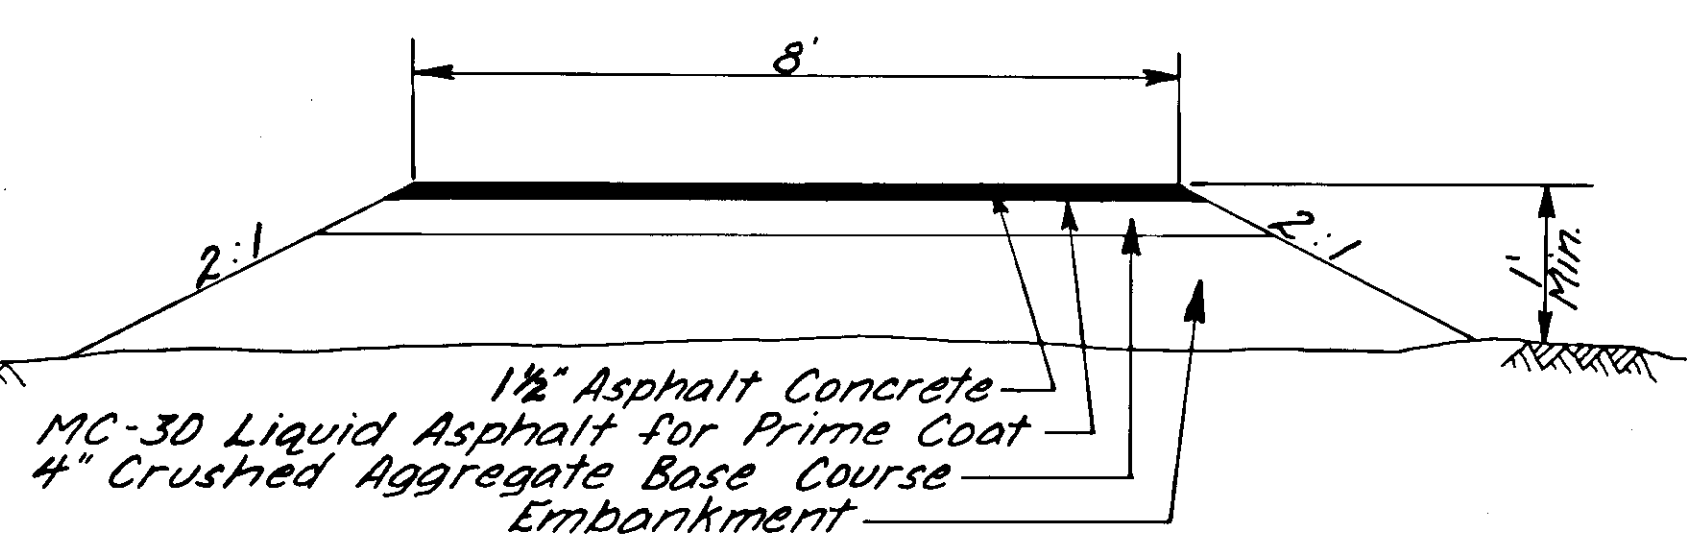 8'
2:1
2:1
1' Min.
1½" Asphalt Concrete
MC-30 Liquid Asphalt for Prime Coat
4" Crushed Aggregate Base Course
Embankment